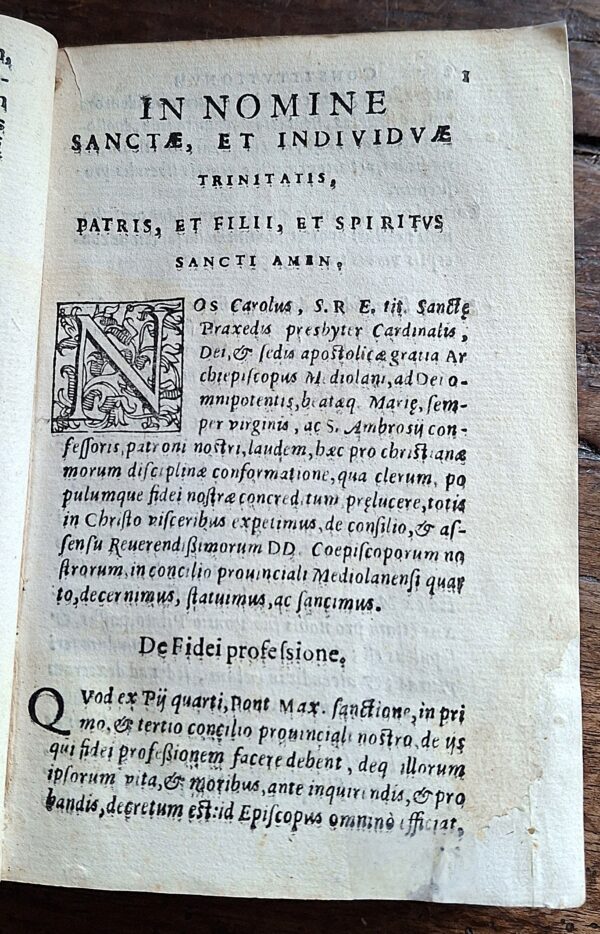 1
IN NOMINE
SANCTÆ, ET INDIVIDVÆ
TRINITATIS,
PATRIS, ET FILII, ET SPIRITVS
SANCTI AMEN,
NOS Carolus, S. R E. tit. Sanctę
Praxedis presbyter Cardinalis,
Dei, & sedis apostolicæ gratia Ar
chiepiscopus Mediolani, ad Dei o-
mnipotentis, beatæq. Marię, sem-
per virginis, ac S. Ambrosij con-
fessoris, patroni nostri, laudem, hæc pro christianæ
morum disciplinæ conformatione, qua clerum, po
pulumque fidei nostræ concreditum pręlucere, totis
in Christo visceribus expetimus, de consilio, & as-
sensu Reuerendißimorum DD. Coepiscoporum no
strorum, in concilio prouinciali Mediolanensi quar
to, decernimus, statuimus, ac sancimus.
De Fidei professione,
QVod ex Pij quarti, Pont Max. sanctione, in pri
mo, & tertio concilio prouinciali nostro, de ijs
qui fidei profeßionem facere debent, deq illorum
ipsorum vita, & moribus, ante inquirendis, & pro
bandis, decretum est: id Episcopus omninò efficiat,